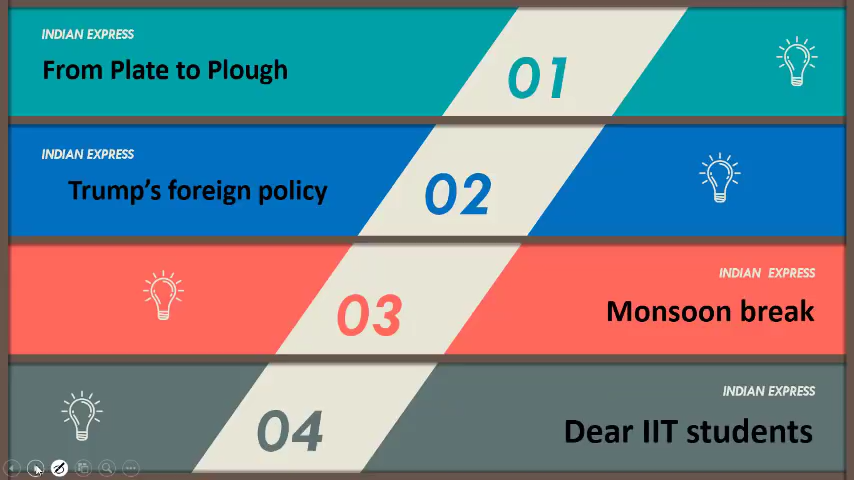 INDIAN EXPRESS
From Plate to Plough
01
INDIAN EXPRESS
Trump's foreign policy
02
INDIAN EXPRESS
03
Monsoon break
INDIAN EXPRESS
04
Dear IIT students